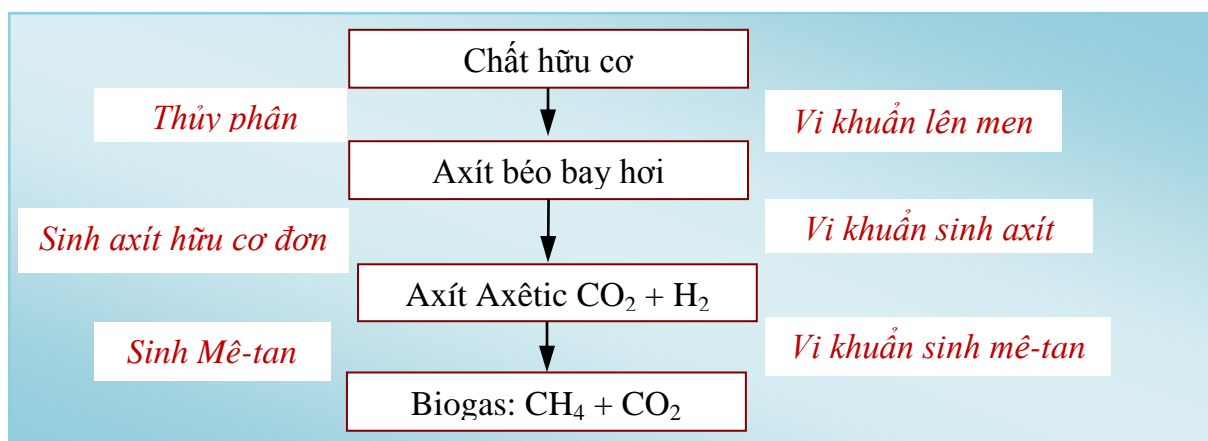 Chất hữu cơ
Thủy phân
Vi khuẩn lên men
Axít béo bay hơi
Sinh axít hữu cơ đơn
Vi khuẩn sinh axít
Axít Axêtic CO₂ + H₂
Sinh Mê-tan
Vi khuẩn sinh mê-tan
Biogas: CH₄ + CO₂